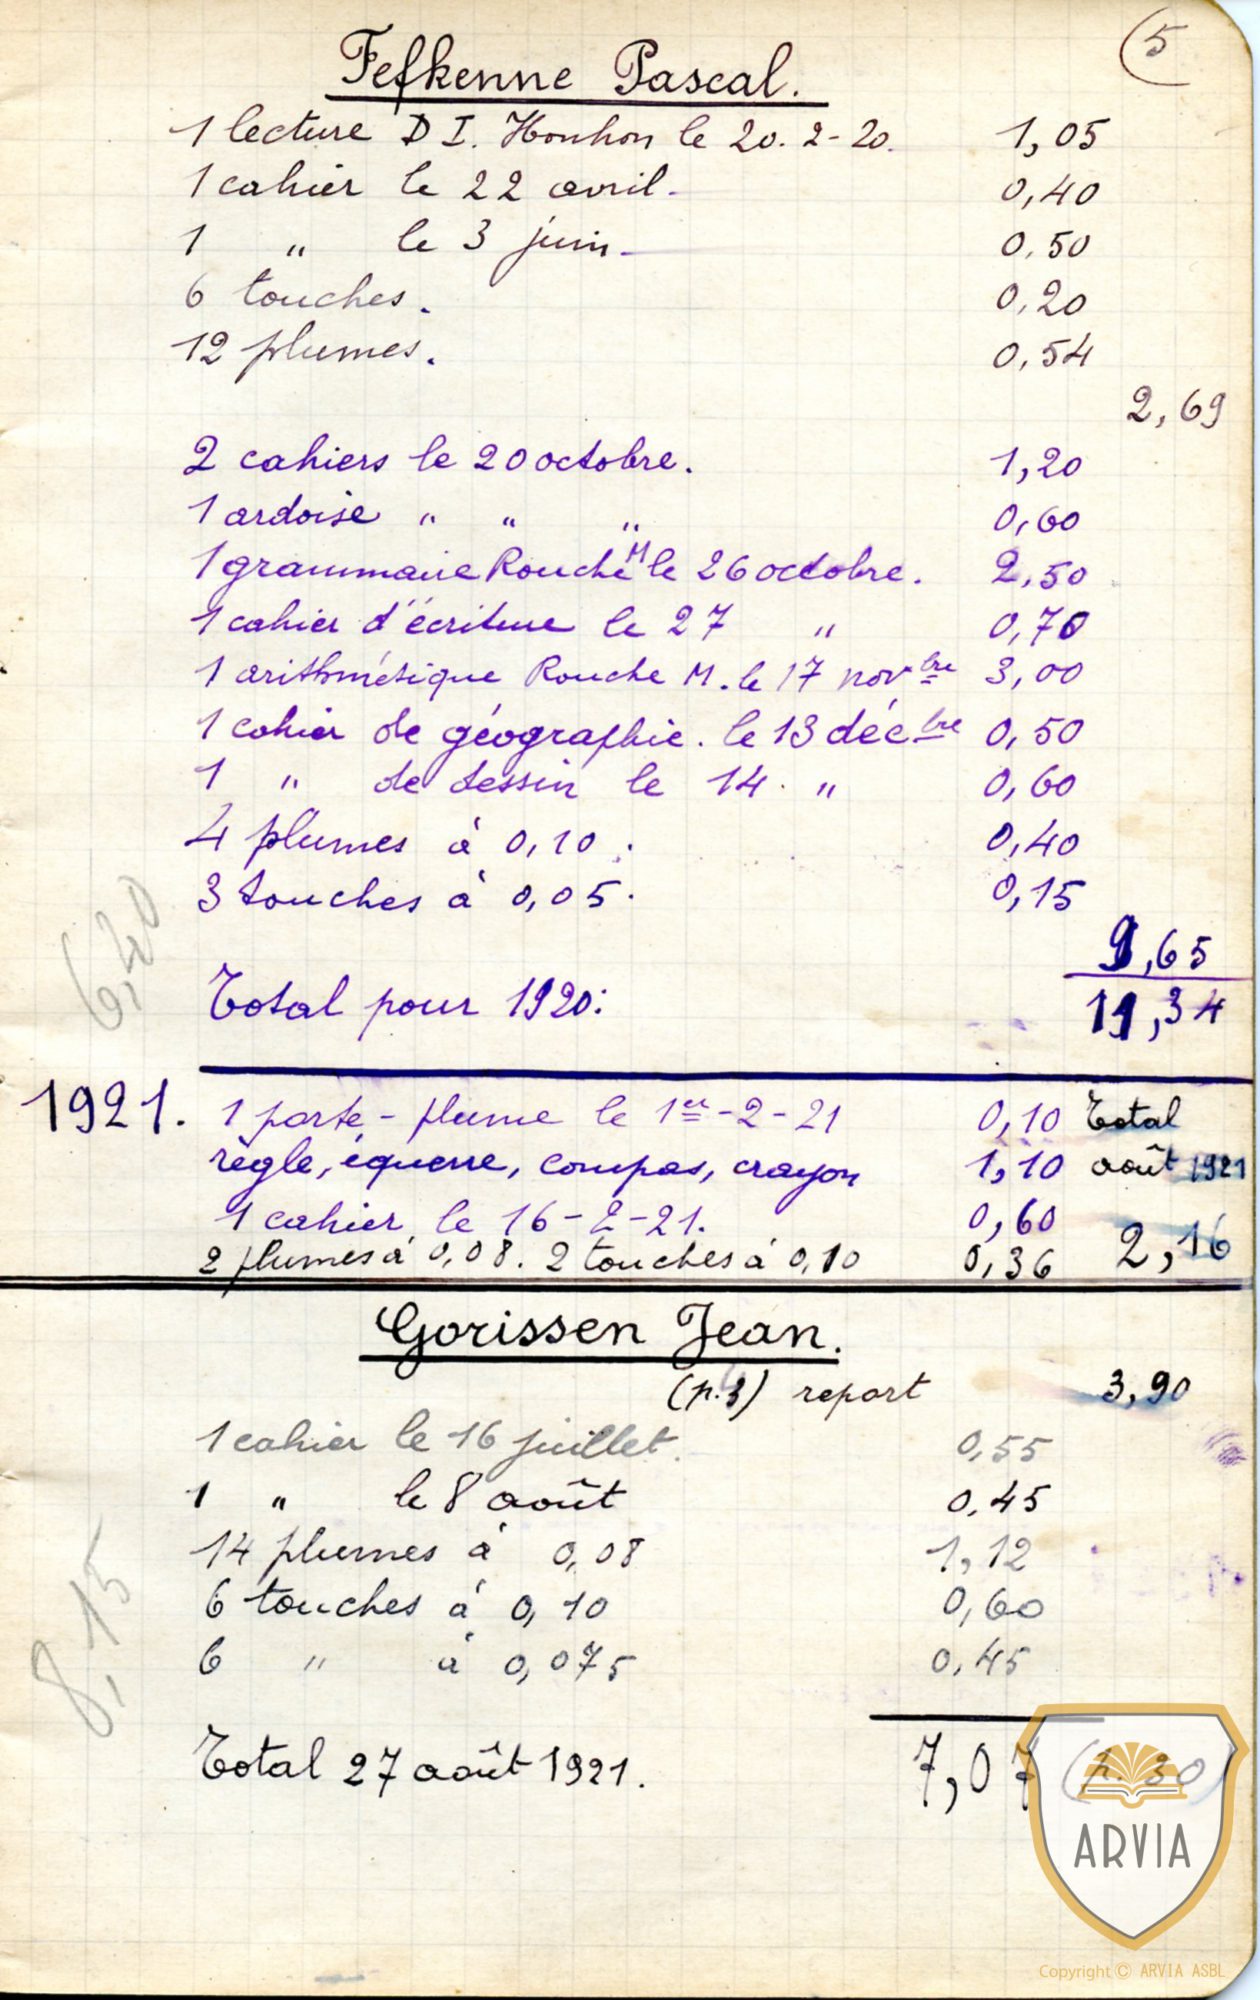 5
Fefkenne Pascal.
1 lecture D I. Honhon le 20. 2-20. 1,05
1 cahier le 22 avril. 0,40
1 " le 3 juin. 0,50
6 touches. 0,20
12 plumes. 0,54
2,69
2 cahiers le 20 octobre. 1,20
1 ardoise " " " 0,60
1 grammaire Rouche M le 26 octobre. 2,50
1 cahier d'écriture le 27 " 0,70
1 arithmétique Rouche M. le 17 novbre 3,00
1 cahier de géographie. le 13 décbre 0,50
1 " de dessin le 14. " 0,60
4 plumes à 0,10. 0,40
3 touches à 0,05. 0,15
6,20
9,65
Total pour 1920: 11,34
1921. 1 porte-plume le 1er-2-21 0,10 Total
règle, équerre, compas, crayon 1,10 août 1921
1 cahier le 16-2-21. 0,60
2 plumes à 0,08. 2 touches à 0,10 0,36 2,16
Gorissen Jean.
(p.3) report 3,90
1 cahier le 16 juillet. 0,55
1 " le 8 août 0,45
14 plumes à 0,08 1,12
6 touches à 0,10 0,60
6 " à 0,075 0,45
8,15
Total 27 août 1921. 7,07 (p. 30)
ARVIA
Copyright © ARVIA ASBL